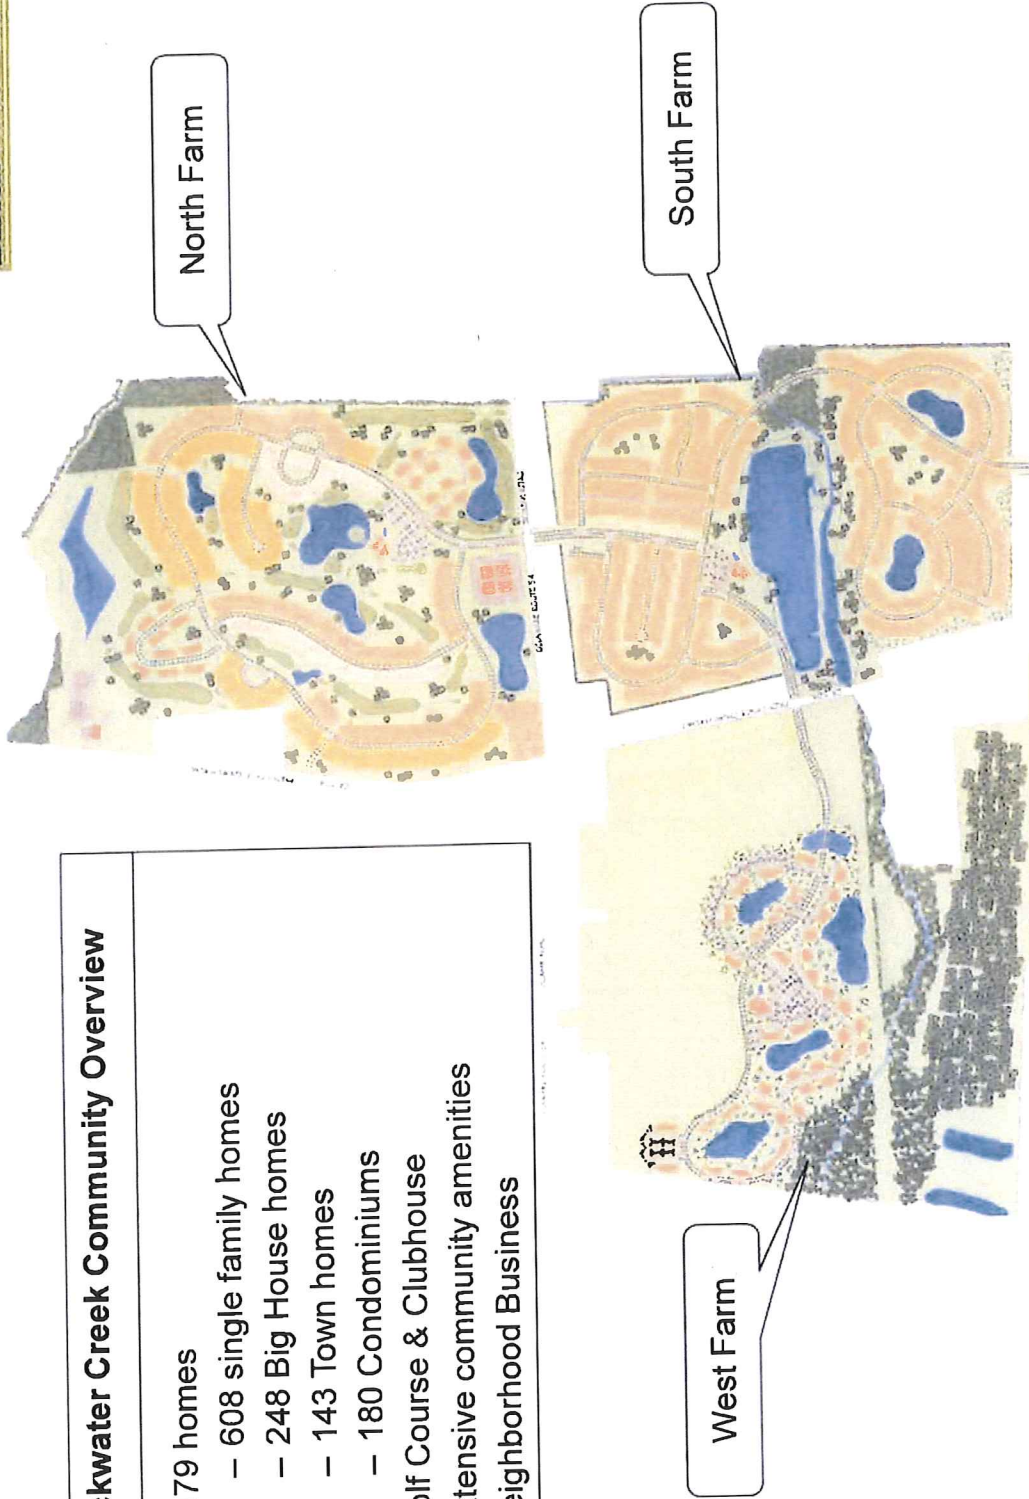 ckwater Creek Community Overview
79 homes
– 608 single family homes
– 248 Big House homes
– 143 Town homes
– 180 Condominiums
olf Course & Clubhouse
tensive community amenities
eighborhood Business
North Farm
South Farm
West Farm